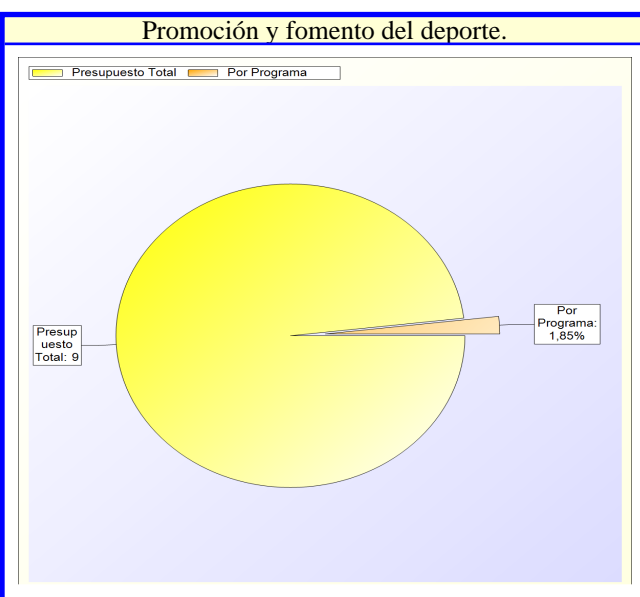 Promoción y fomento del deporte.
Presupuesto Total Por Programa
Presup
uesto
Total: 9
Por
Programa:
1,85%